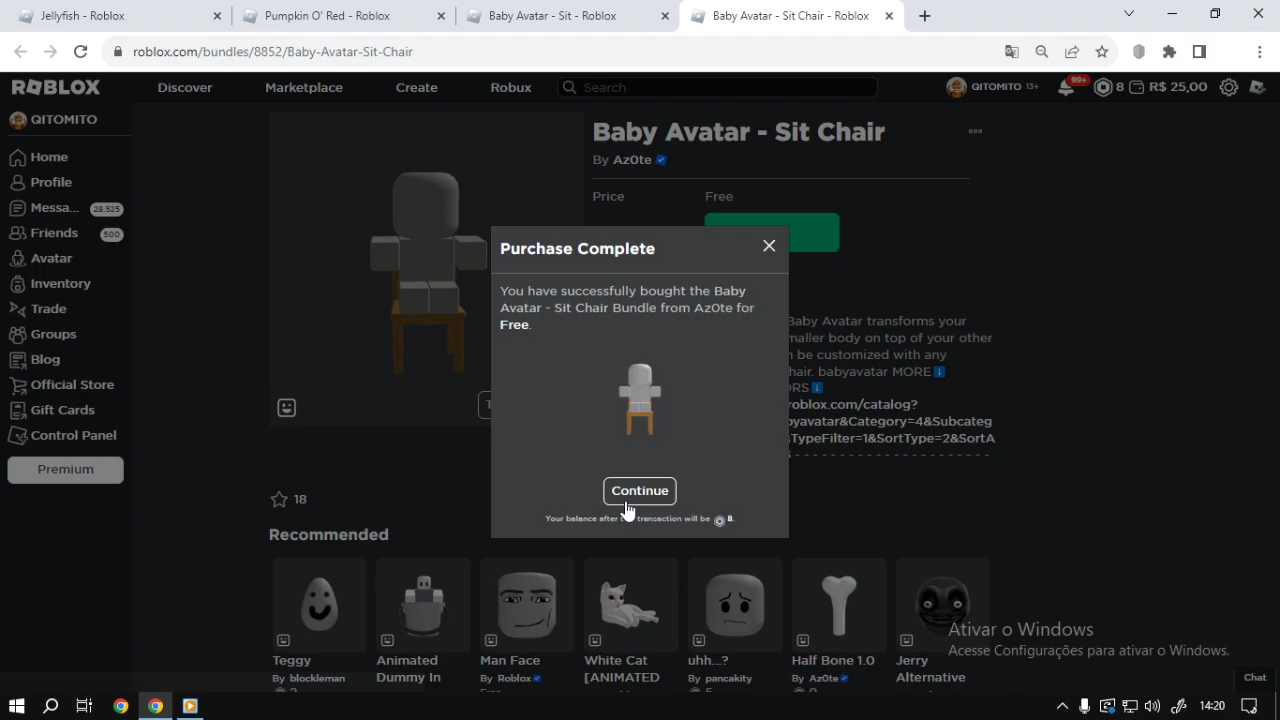 Jellyfish - Roblox
Pumpkin O' Red - Roblox
Baby Avatar - Sit - Roblox
Baby Avatar - Sit Chair - Roblox
roblox.com/bundles/8852/Baby-Avatar-Sit-Chair
ROBLOX
Discover
Marketplace
Create
Robux
Search
QITOMITO 13+
99+
8
R$ 25,00
QITOMITO
Home
Profile
Messa... 28.525
Friends 500
Avatar
Inventory
Trade
Groups
Blog
Official Store
Gift Cards
Control Panel
Premium
Baby Avatar - Sit Chair
By Az0te
Price Free
Purchase Complete
You have successfully bought the Baby
Avatar - Sit Chair Bundle from Az0te for
Free.
Continue
Your balance after transaction will be 8.
Baby Avatar transforms your
maller body on top of your other
be customized with any
hair. babyavatar MORE
RS
roblox.com/catalog?
yavatar&Category=4&Subcateg
TypeFilter=1&SortType=2&SortA
18
Recommended
Teggy
By blockleman
Animated
Dummy In
Man Face
By Roblox
Free
White Cat
[ANIMATED
uhh...?
By pancakity
5
Half Bone 1.0
By Az0te
Jerry
Alternative
Ativar o Windows
Acesse Configurações para ativar o Windows.
Chat
14:20